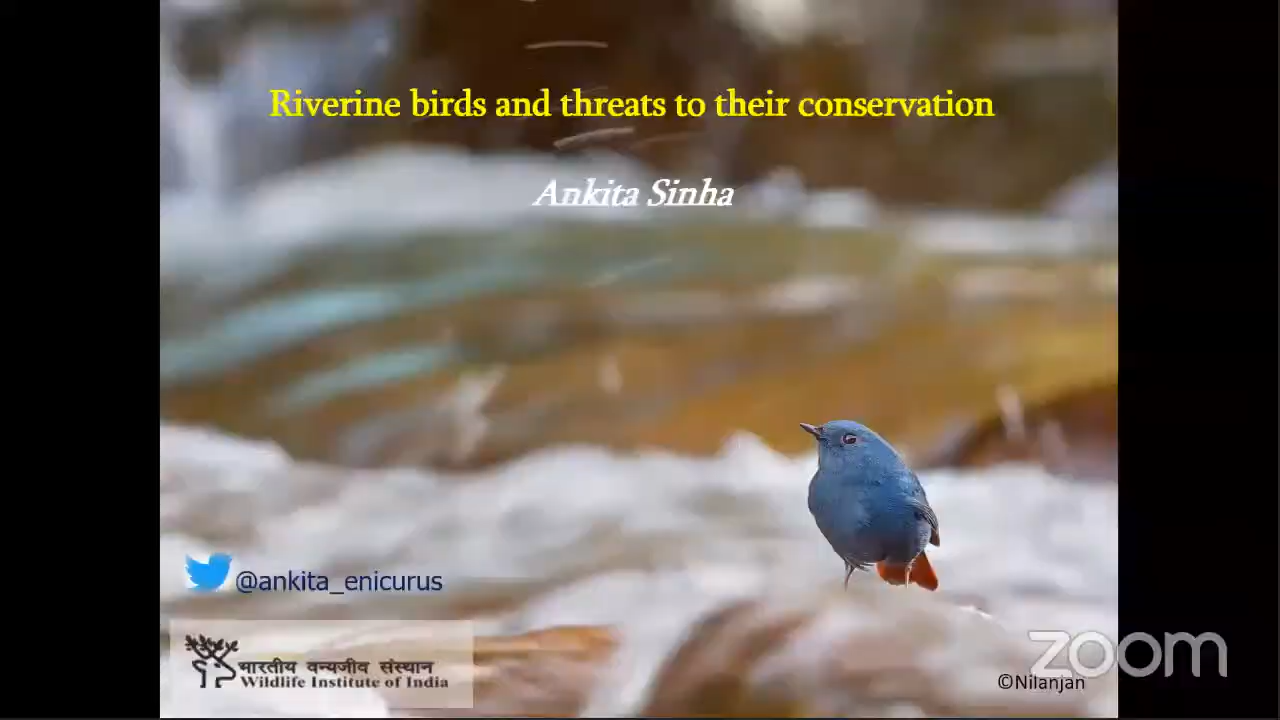 Riverine birds and threats to their conservation
Ankita Sinha
@ankita_enicurus
भारतीय वन्यजीव संस्थान
Wildlife Institute of India
©Nilanjan
zoom